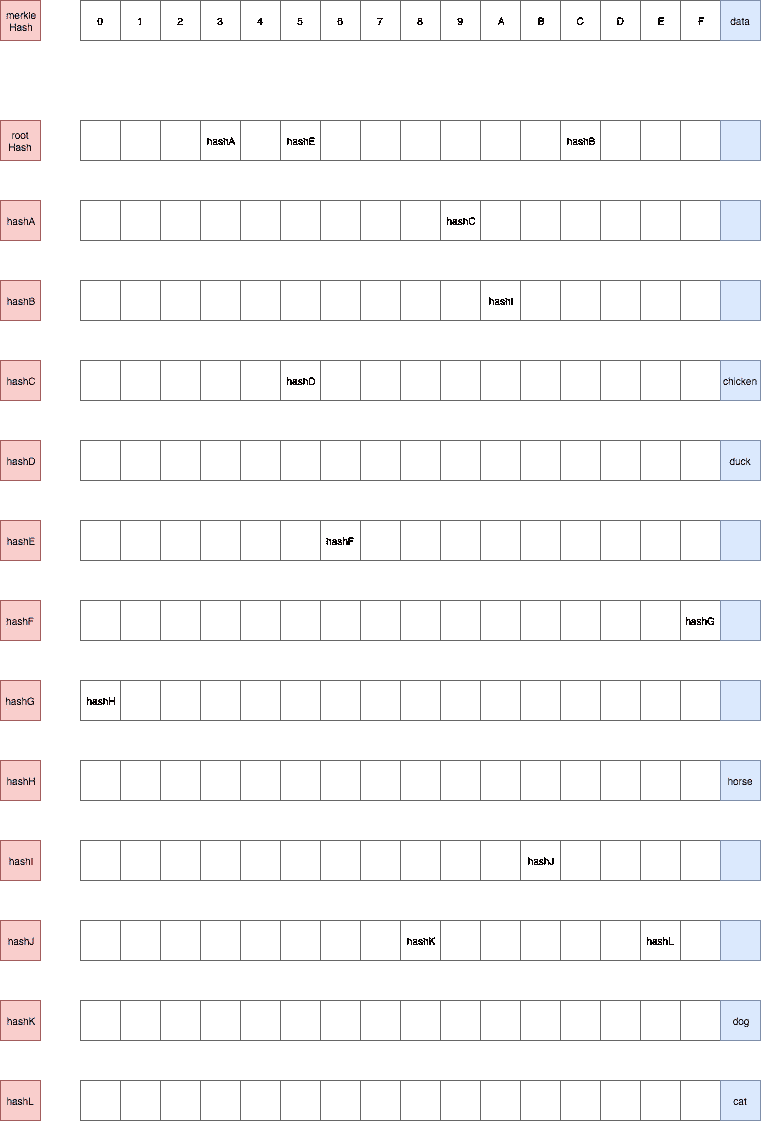 merkle Hash 0 1 2 3 4 5 6 7 8 9 A B C D E F data
root Hash hashA hashE hashB
hashA hashC
hashB hashI
hashC hashD chicken
hashD duck
hashE hashF
hashF hashG
hashG hashH
hashH horse
hashI hashJ
hashJ hashK hashL
hashK dog
hashL cat